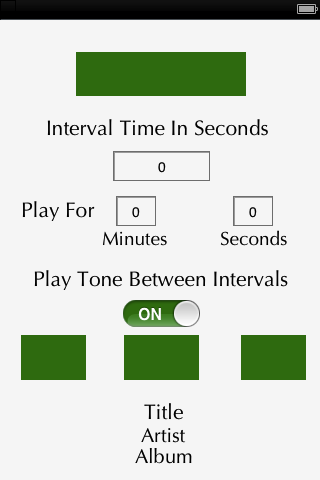 Interval Time In Seconds
0
Play For 0 0
Minutes Seconds
Play Tone Between Intervals
ON
Title
Artist
Album